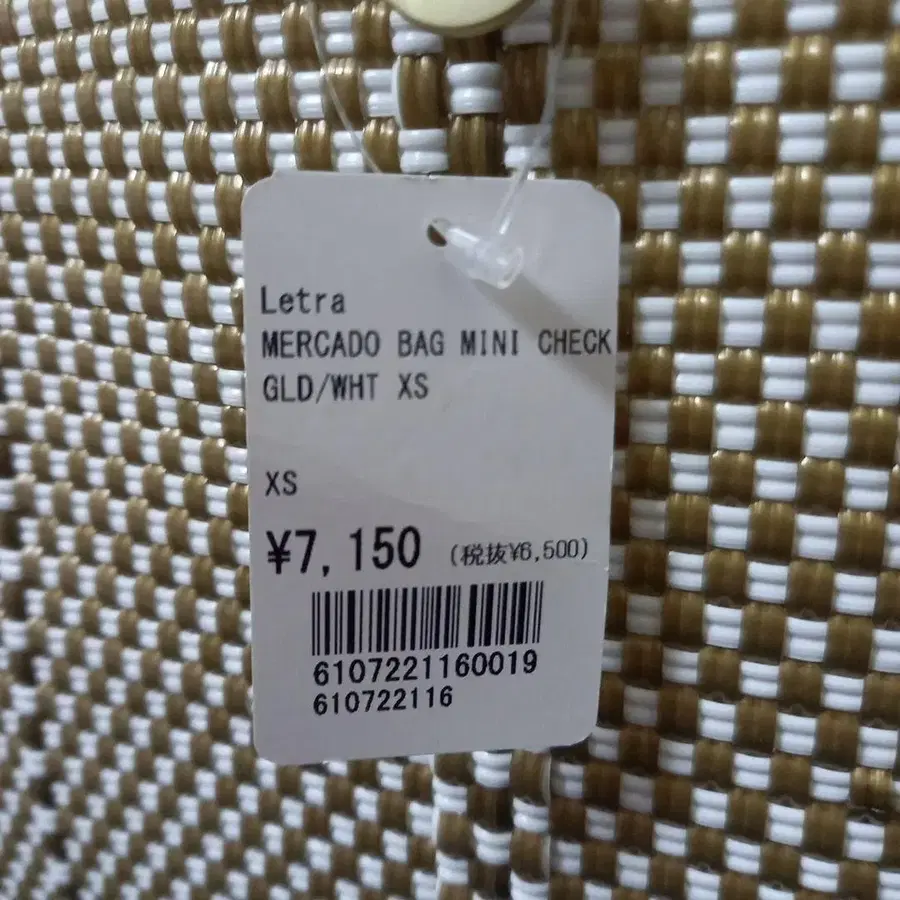 Letra
MERCADO BAG MINI CHECK
GLD/WHT XS
XS
¥7,150 (税抜¥6,500)
6107221160019
610722116